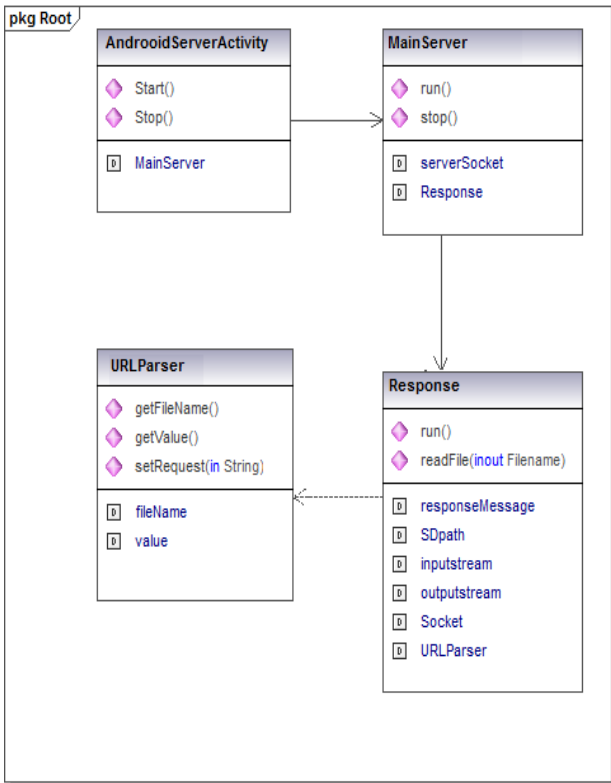 pkg Root
AndrooidServerActivity
Start()
Stop()
D MainServer
MainServer
run()
stop()
D serverSocket
D Response
URLParser
getFileName()
getValue()
setRequest(in String)
D fileName
D value
Response
run()
readFile(inout Filename)
D responseMessage
D SDpath
D inputstream
D outputstream
D Socket
D URLParser